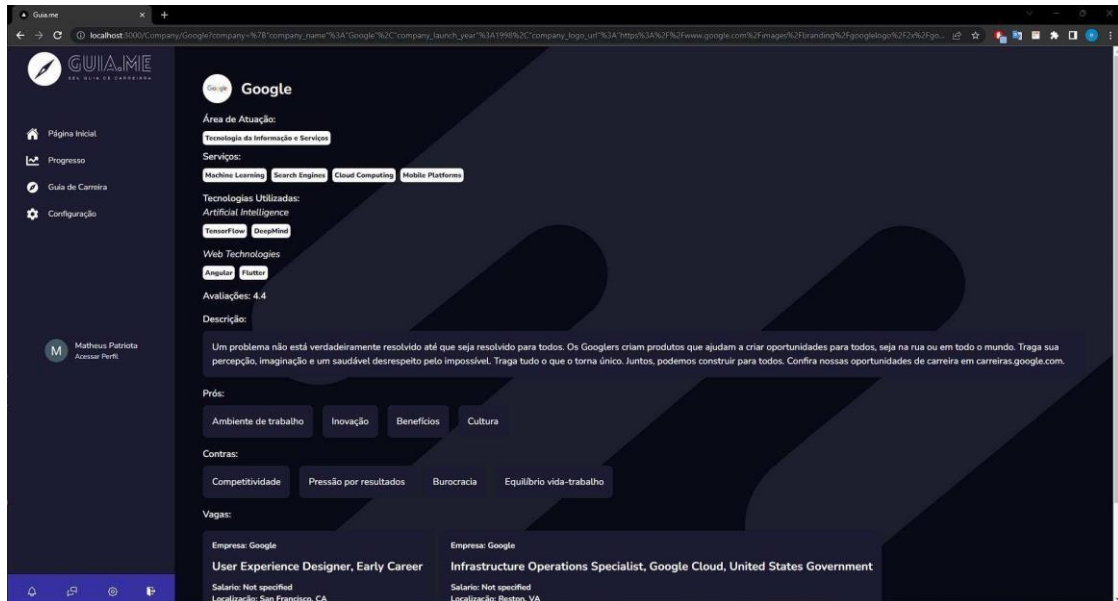 Guia.me
localhost:3000/Company/Google?company=%7B"company_name"%3A"Google"%2C"company_launch_year"%3A1998%2C"company_logo_url"%3A"https%3A%2F%2Fwww.google.com%2Fimages%2Fbranding%2Fgooglelogo%2F2x%2Fgo...
GUIA.ME
SEU GUIA DE CARREIRA
Página Inicial
Progresso
Guia de Carreira
Configuração
M
Matheus Patriota
Acessar Perfil
Google
Google
Área de Atuação:
Tecnologia da Informação e Serviços
Serviços:
Machine Learning Search Engines Cloud Computing Mobile Platforms
Tecnologias Utilizadas:
Artificial Intelligence
TensorFlow DeepMind
Web Technologies
Angular Flutter
Avaliações: 4.4
Descrição:
Um problema não está verdadeiramente resolvido até que seja resolvido para todos. Os Googlers criam produtos que ajudam a criar oportunidades para todos, seja na rua ou em todo o mundo. Traga sua
percepção, imaginação e um saudável desrespeito pelo impossível. Traga tudo o que o torna único. Juntos, podemos construir para todos. Confira nossas oportunidades de carreira em carreiras.google.com.
Prós:
Ambiente de trabalho Inovação Benefícios Cultura
Contras:
Competitividade Pressão por resultados Burocracia Equilíbrio vida-trabalho
Vagas:
Empresa: Google
User Experience Designer, Early Career
Salario: Not specified
Localização: San Francisco, CA
Empresa: Google
Infrastructure Operations Specialist, Google Cloud, United States Government
Salario: Not specified
Localização: Reston, VA